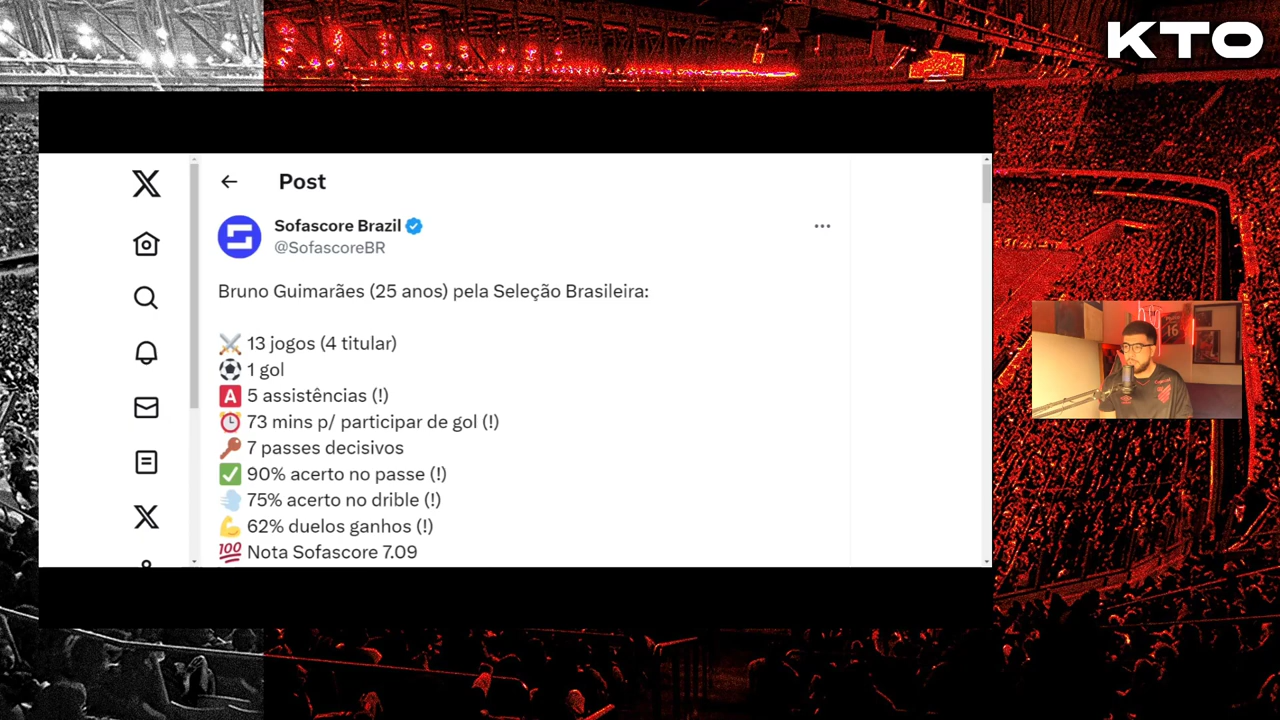 KTO
Post
Sofascore Brazil
@SofascoreBR
Bruno Guimarães (25 anos) pela Seleção Brasileira:
⚔️ 13 jogos (4 titular)
⚽ 1 gol
🅰️ 5 assistências (!)
⏰ 73 mins p/ participar de gol (!)
🔑 7 passes decisivos
✅ 90% acerto no passe (!)
💨 75% acerto no drible (!)
💪 62% duelos ganhos (!)
💯 Nota Sofascore 7.09
16